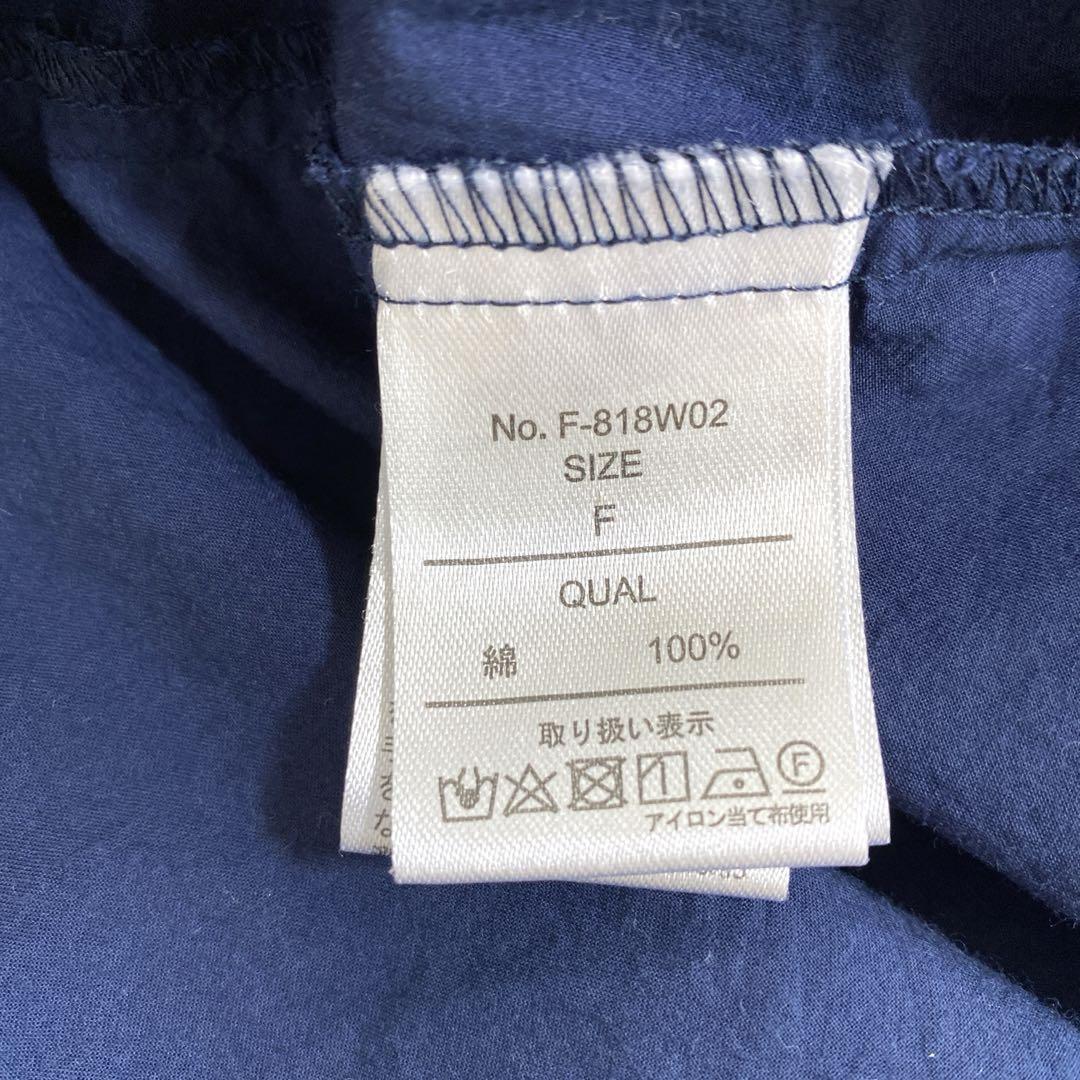 No. F-818W02
SIZE
F
QUAL
綿 100%
取り扱い表示
F
アイロン当て布使用